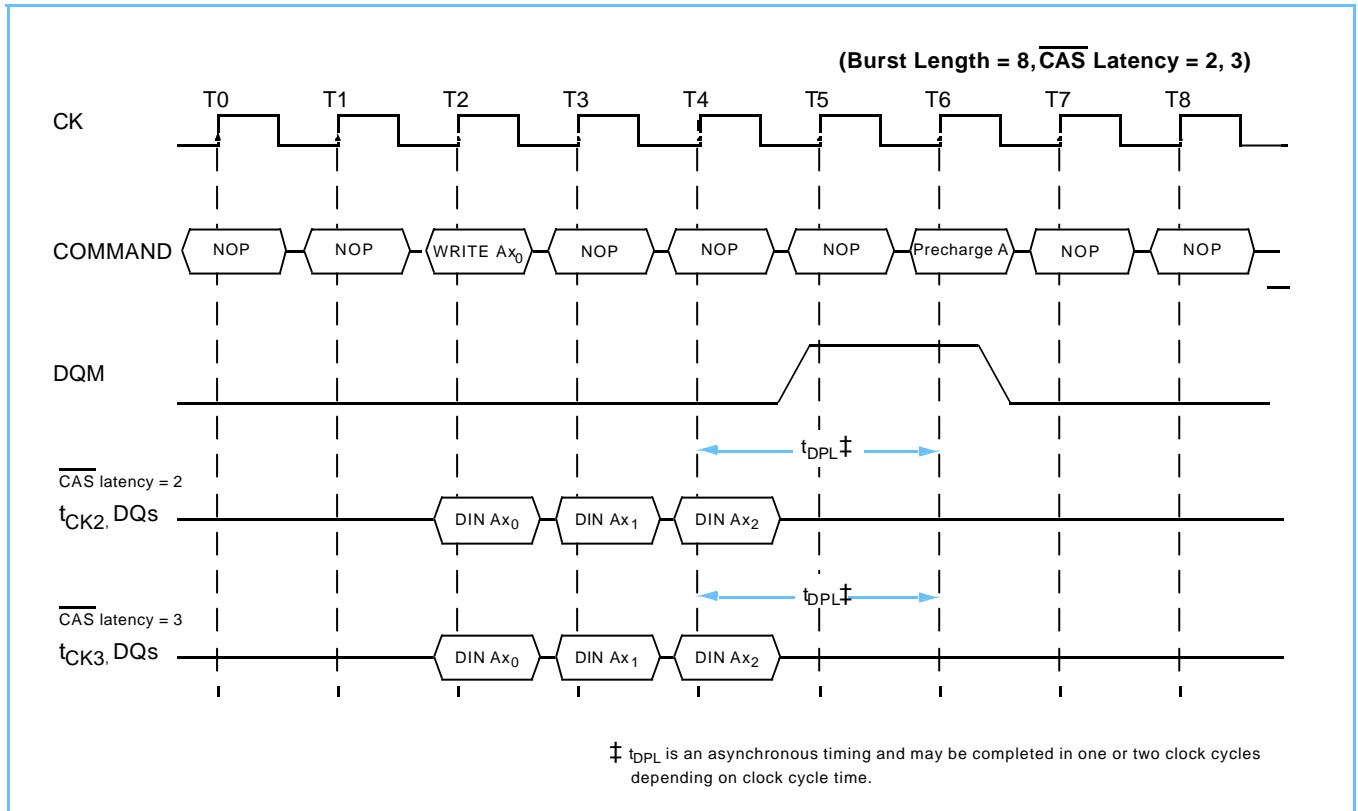 (Burst Length = 8, CAS Latency = 2, 3)
T0 T1 T2 T3 T4 T5 T6 T7 T8
CK
COMMAND NOP NOP WRITE Ax0 NOP NOP NOP Precharge A NOP NOP
DQM
tDPL‡
CAS latency = 2
tCK2, DQs DIN Ax0 DIN Ax1 DIN Ax2
tDPL‡
CAS latency = 3
tCK3, DQs DIN Ax0 DIN Ax1 DIN Ax2
‡ tDPL is an asynchronous timing and may be completed in one or two clock cycles
depending on clock cycle time.